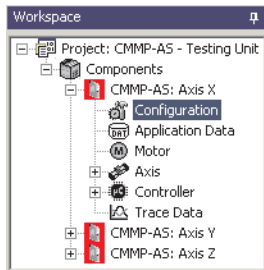 Workspace
Project: CMMP-AS - Testing Unit
Components
CMMP-AS: Axis X
Configuration
DAT Application Data
M Motor
Axis
Controller
Trace Data
CMMP-AS: Axis Y
CMMP-AS: Axis Z